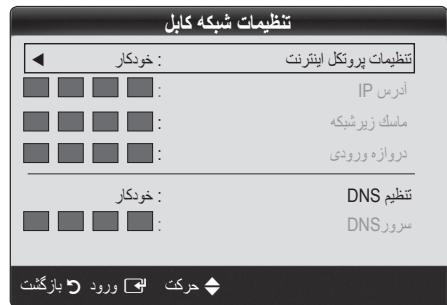 تنظیمات شبکه کابل
تنظیمات پروتکل اینترنت : خودکار
آدرس IP :
ماسك زیرشبکه :
دروازه ورودی :
تنظیم DNS : خودکار
سرورDNS :
حرکت ورود بازگشت